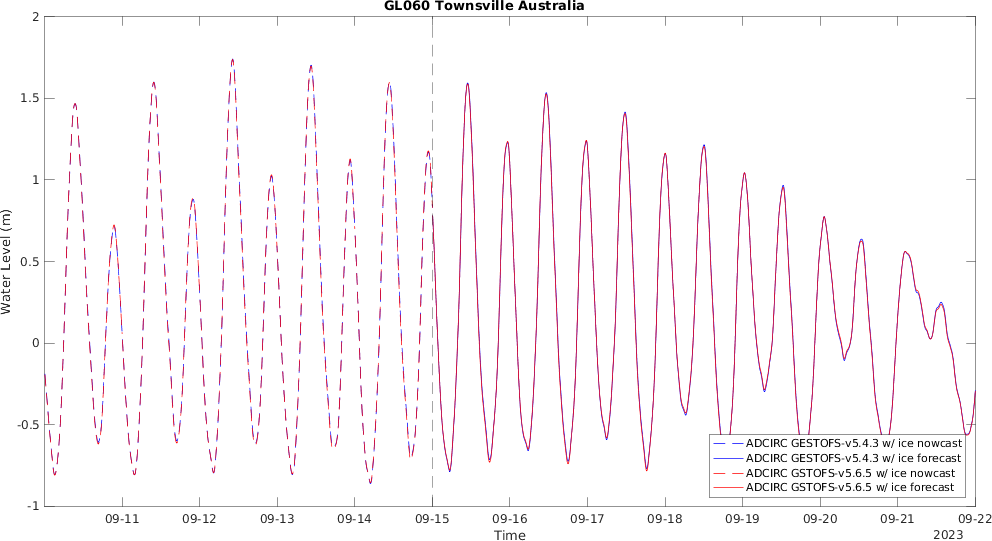 GL060 Townsville Australia
2
1.5
1
0.5
0
-0.5
-1
Water Level (m)
ADCIRC GESTOFS-v5.4.3 w/ ice nowcast
ADCIRC GESTOFS-v5.4.3 w/ ice forecast
ADCIRC GSTOFS-v5.6.5 w/ ice nowcast
ADCIRC GSTOFS-v5.6.5 w/ ice forecast
09-11 09-12 09-13 09-14 09-15 09-16 09-17 09-18 09-19 09-20 09-21 09-22
Time
2023